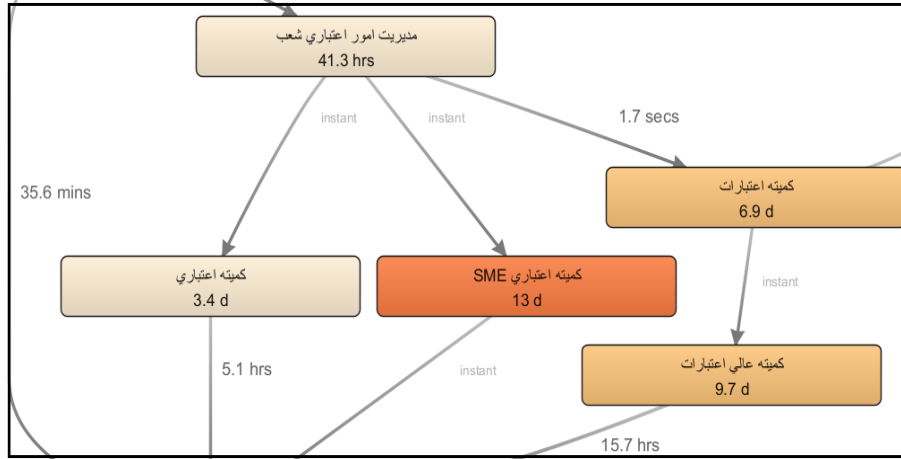 مديريت امور اعتباري شعب
41.3 hrs
instant
instant
1.7 secs
35.6 mins
كميته اعتبارات
6.9 d
كميته اعتباري
3.4 d
كميته اعتباري SME
13 d
instant
5.1 hrs
instant
كميته عالي اعتبارات
9.7 d
15.7 hrs